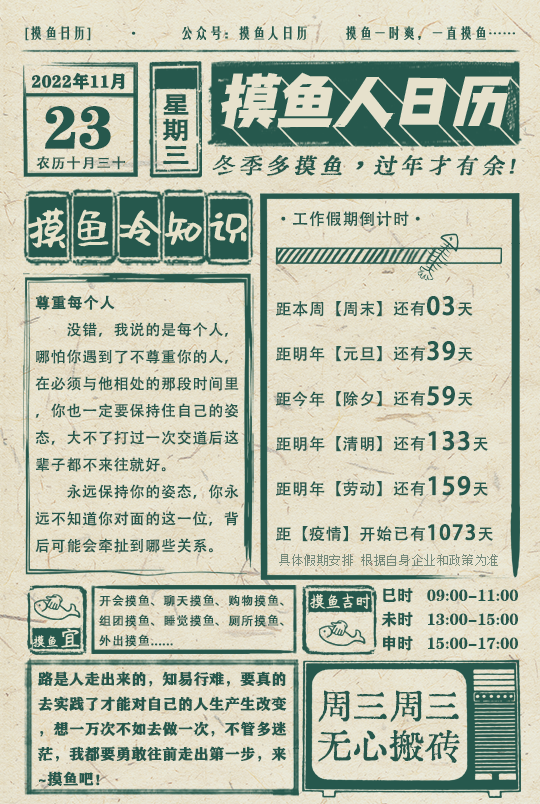 [摸鱼日历] · 公众号：摸鱼人日历 摸鱼一时爽，一直摸鱼……
2022年11月
23
农历十月三十
星期三
摸鱼人日历
冬季多摸鱼，过年才有余！
摸鱼冷知识
尊重每个人
没错，我说的是每个人，
哪怕你遇到了不尊重你的人，
在必须与他相处的那段时间里
，你也一定要保持住自己的姿
态，大不了打过一次交道后这
辈子都不来往就好。
永远保持你的姿态，你永
远不知道你对面的这一位，背
后可能会牵扯到哪些关系。
·工作假期倒计时·
距本周【周末】还有03天
距明年【元旦】还有39天
距今年【除夕】还有59天
距明年【清明】还有133天
距明年【劳动】还有159天
距【疫情】开始已有1073天
具体假期安排 根据自身企业和政策为准
摸鱼宜
开会摸鱼、聊天摸鱼、购物摸鱼、
组团摸鱼、睡觉摸鱼、厕所摸鱼、
外出摸鱼……
摸鱼吉时
巳时 09:00-11:00
未时 13:00-15:00
申时 15:00-17:00
路是人走出来的，知易行难，要真的
去实践了才能对自己的人生产生改变
，想一万次不如去做一次，不管多迷
茫，我都要勇敢往前走出第一步，来
~摸鱼吧！
周三周三
无心搬砖